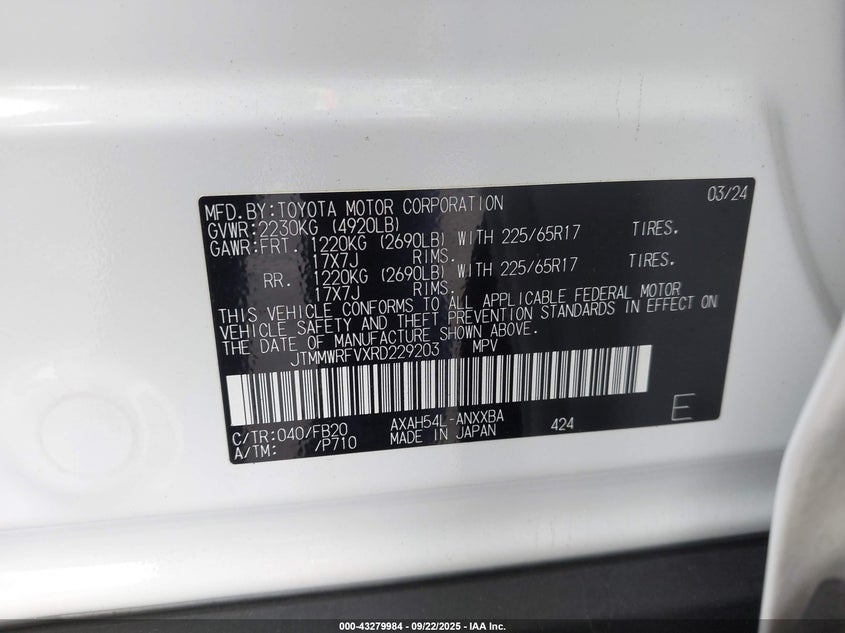 MFD.BY:TOYOTA MOTOR CORPORATION 03/24
GVWR:2230KG (4920LB)
GAWR:FRT. 1220KG (2690LB) WITH 225/65R17 TIRES.
17X7J RIMS.
RR. 1220KG (2690LB) WITH 225/65R17 TIRES.
17X7J RIMS.
THIS VEHICLE CONFORMS TO ALL APPLICABLE FEDERAL MOTOR
VEHICLE SAFETY AND THEFT PREVENTION STANDARDS IN EFFECT ON
THE DATE OF MANUFACTURE SHOWN ABOVE.
JTMMWRFVXRD229203 MPV
C/TR:040/FB20 AXAH54L-ANXXBA 424 E
A/TM: /P710 MADE IN JAPAN
000-43279984 - 09/22/2025 - IAA Inc.